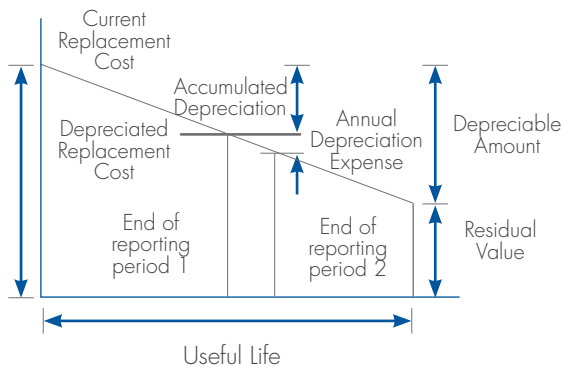 Current
Replacement
Cost
Accumulated
Depreciation
Annual
Depreciation
Expense
Depreciable
Amount
Depreciated
Replacement
Cost
End of
reporting
period 1
End of
reporting
period 2
Residual
Value
Useful Life